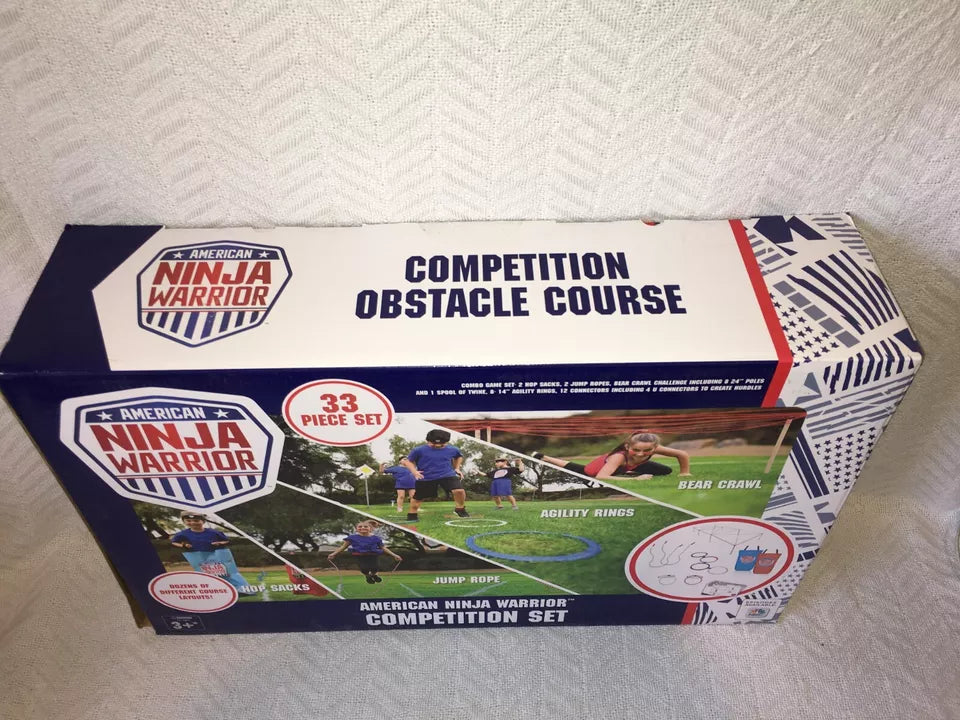 AMERICAN
NINJA
WARRIOR
COMPETITION
OBSTACLE COURSE
COMBO GAME SET- 2 HOP SACKS, 2 JUMP ROPES, BEAR CRAWL CHALLENGE INCLUDING 8 24" POLES
AND 1 SPOOL OF TWINE, 8- 14" AGILITY RINGS, 12 CONNECTORS INCLUDING 4 U CONNECTORS TO CREATE HURDLES
AMERICAN
NINJA
WARRIOR
33
PIECE SET
BEAR CRAWL
AGILITY RINGS
JUMP ROPE
HOP SACKS
DOZENS OF
DIFFERENT COURSE
LAYOUTS!
AMERICAN NINJA WARRIOR™
COMPETITION SET
3+
AVAILABLE